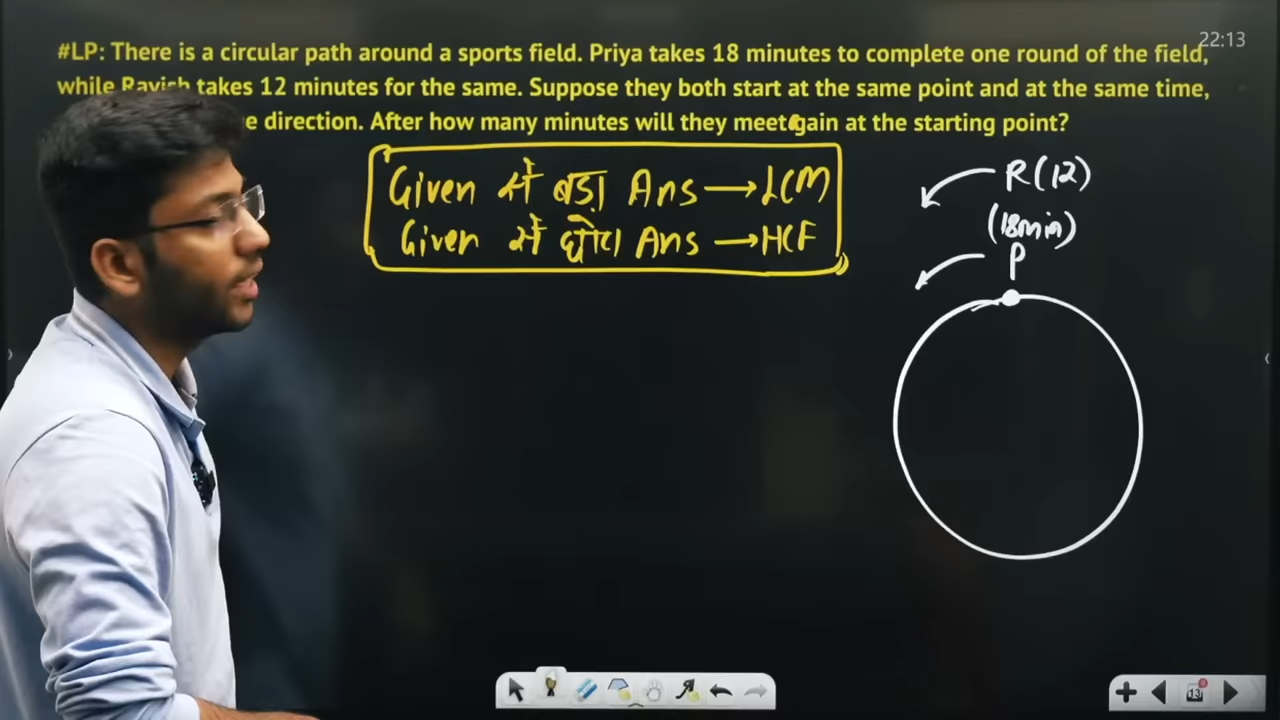 22:13
#LP: There is a circular path around a sports field. Priya takes 18 minutes to complete one round of the field,
while Ravish takes 12 minutes for the same. Suppose they both start at the same point and at the same time,
e direction. After how many minutes will they meet again at the starting point?
Given से बड़ा Ans → LCM
Given से छोटा Ans → HCF
R(12)
(18min)
P
13